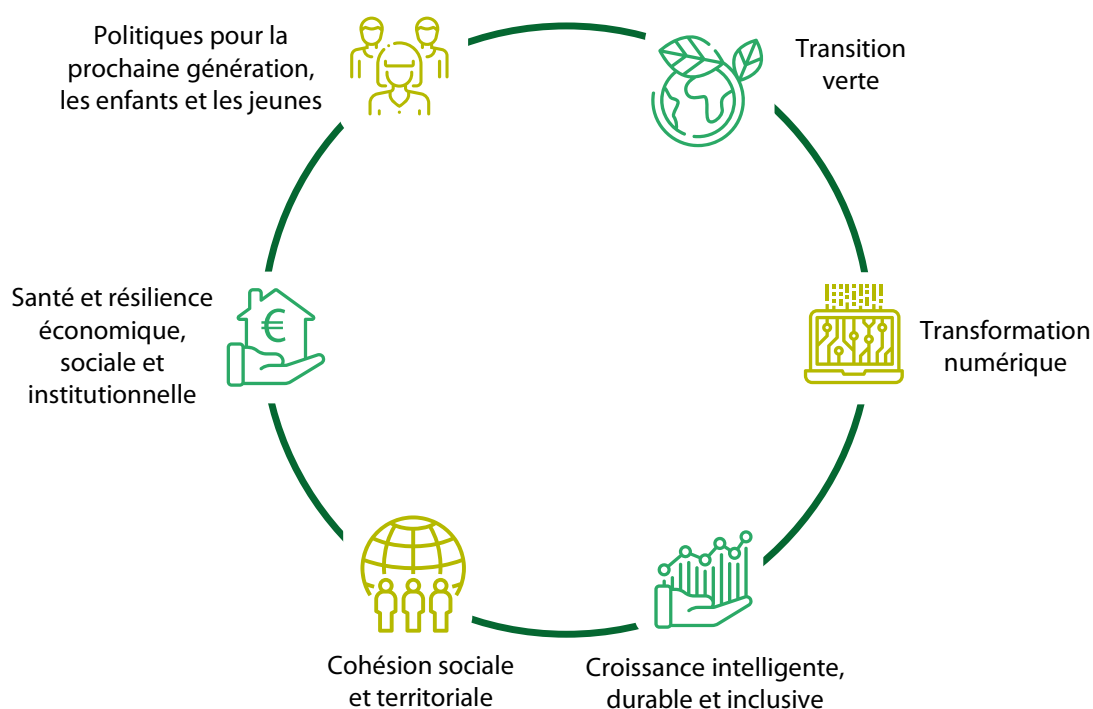 Politiques pour la
prochaine génération,
les enfants et les jeunes
Transition
verte
Santé et résilience
économique,
sociale et
institutionnelle
€
Transformation
numérique
Cohésion sociale
et territoriale
Croissance intelligente,
durable et inclusive